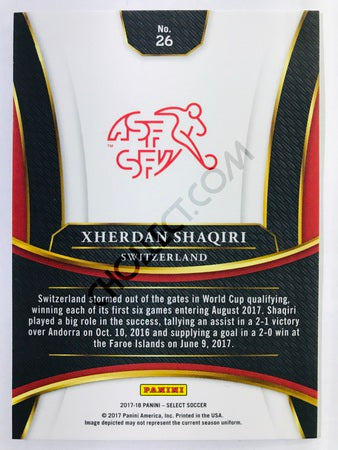 No.
26
ASF
SFV
TM
XHERDAN SHAQIRI
SWITZERLAND
Switzerland stormed out of the gates in World Cup qualifying,
winning each of its first six games entering August 2017. Shaqiri
played a big role in the success, tallying an assist in a 2-1 victory
over Andorra on Oct. 10, 2016 and supplying a goal in a 2-0 win at
the Faroe Islands on June 9, 2017.
PANINI
2017-18 PANINI – SELECT SOCCER
© 2017 Panini America, Inc. Printed in the USA.
Image depicted may not represent the current season uniform.